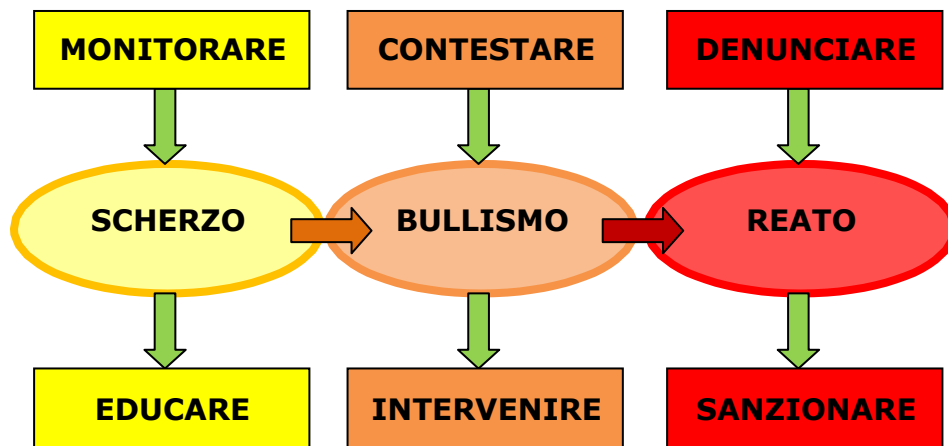 MONITORARE
CONTESTARE
DENUNCIARE
SCHERZO
BULLISMO
REATO
EDUCARE
INTERVENIRE
SANZIONARE